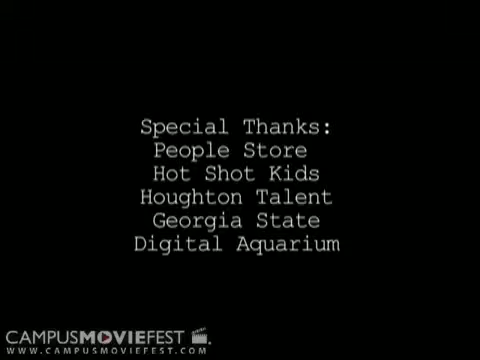 Special Thanks:
People Store
Hot Shot Kids
Houghton Talent
Georgia State
Digital Aquarium
CAMPUSMOVIEFEST
WWW.CAMPUSMOVIEFEST.COM